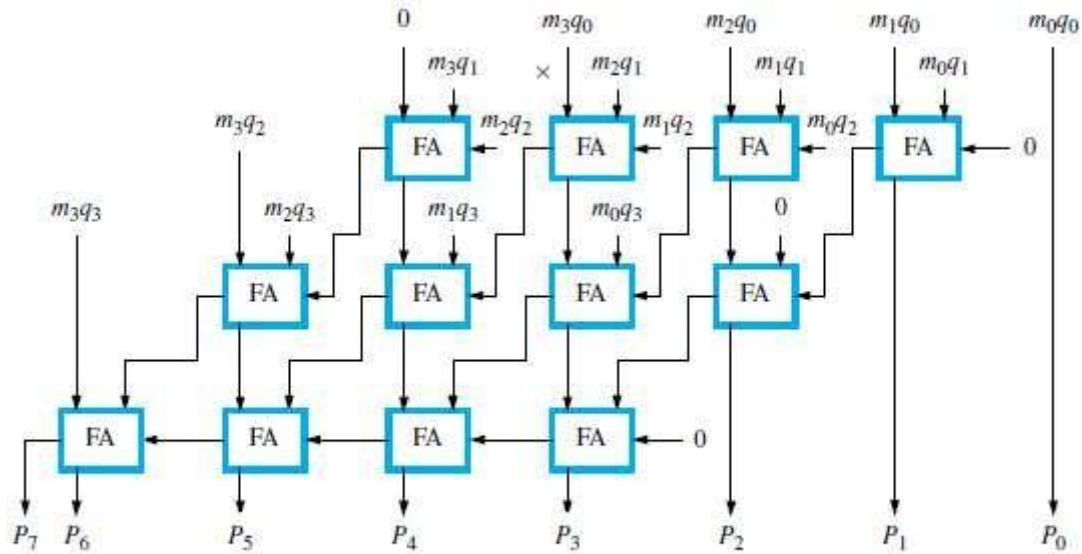 0 m₃q₀ m₂q₀ m₁q₀ m₀q₀
m₃q₁ × m₂q₁ m₁q₁ m₀q₁
m₃q₂ FA m₂q₂ FA m₁q₂ FA m₀q₂ FA 0
m₃q₃ m₂q₃ m₁q₃ m₀q₃ 0
FA FA FA FA
FA FA FA FA 0
P₇ P₆ P₅ P₄ P₃ P₂ P₁ P₀